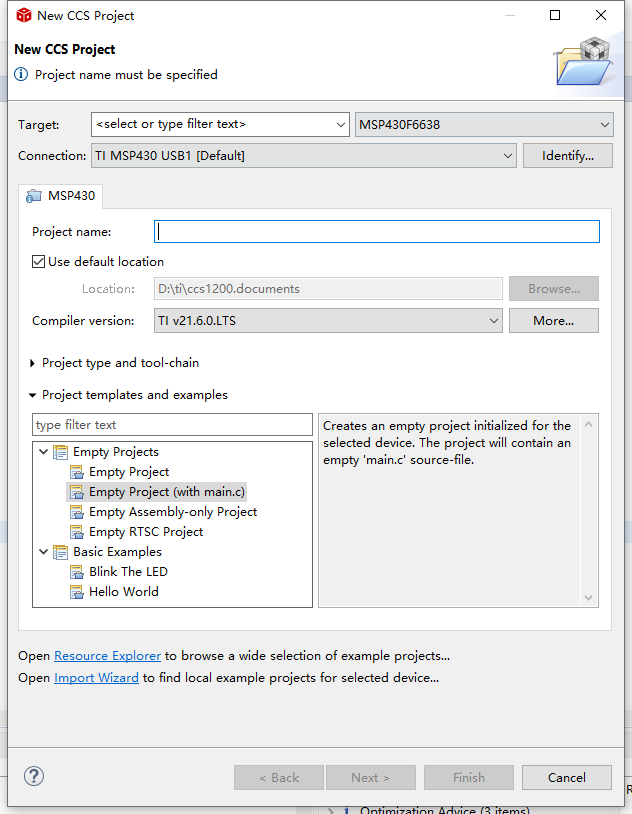 New CCS Project
New CCS Project
Project name must be specified
Target: <select or type filter text> MSP430F6638
Connection: TI MSP430 USB1 [Default] Identify...
MSP430
Project name:
Use default location
Location: D:\ti\ccs1200.documents Browse...
Compiler version: TI v21.6.0.LTS More...
Project type and tool-chain
Project templates and examples
type filter text
Creates an empty project initialized for the
selected device. The project will contain an
empty 'main.c' source-file.
Empty Projects
Empty Project
Empty Project (with main.c)
Empty Assembly-only Project
Empty RTSC Project
Basic Examples
Blink The LED
Hello World
Open Resource Explorer to browse a wide selection of example projects...
Open Import Wizard to find local example projects for selected device...
? < Back Next > Finish Cancel
R
Optimization Advice (3 items)